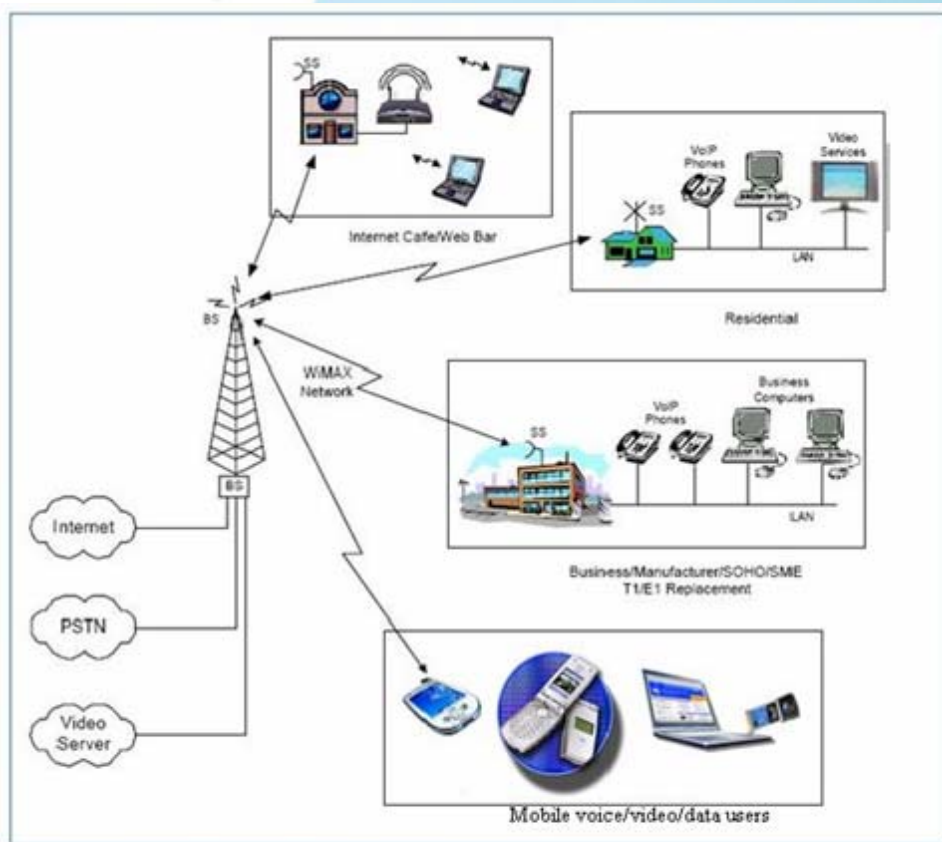 SS
Internet Cafe/Web Bar
VoIP
Phones
Video
Services
SS
LAN
Residential
BS
WiMAX
Network
SS
VoIP
Phones
Business
Computers
LAN
Business/Manufacturer/SOHO/SME
T1/E1 Replacement
BS
Internet
PSTN
Video
Server
Mobile voice/video/data users